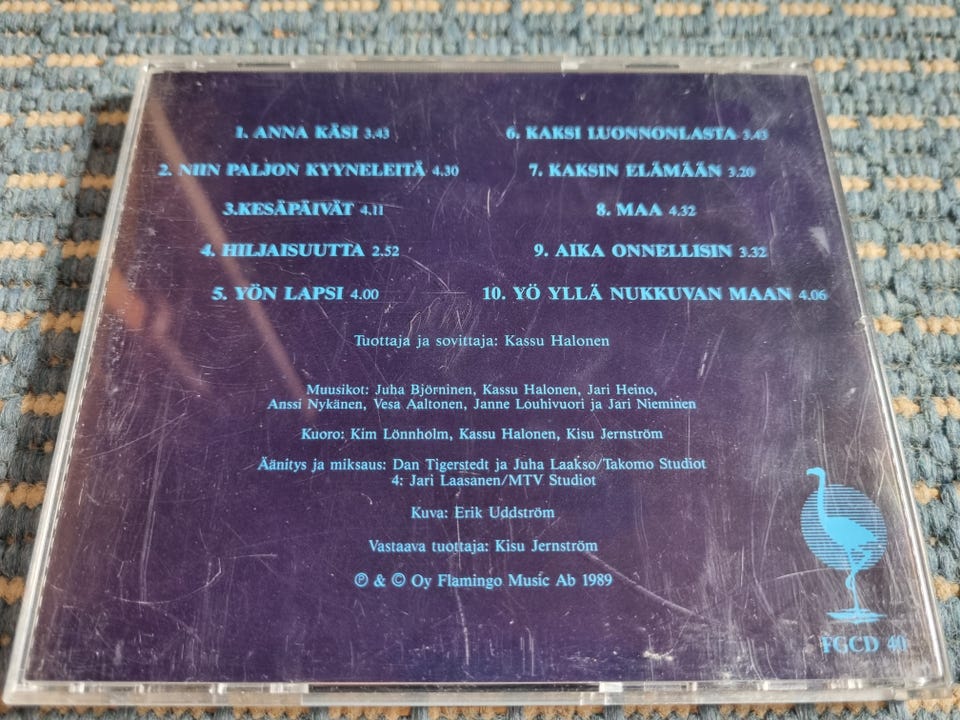 1. ANNA KÄSI 3.43
2. NIIN PALJON KYYNELEITÄ 4.30
3.KESÄPÄIVÄT 4.11
4. HILJAISUUTTA 2.52
5. YÖN LAPSI 4.00
6. KAKSI LUONNONLASTA 3.43
7. KAKSIN ELÄMÄÄN 3.20
8. MAA 4.32
9. AIKA ONNELLISIN 3.32
10. YÖ YLLÄ NUKKUVAN MAAN 4.06
Tuottaja ja sovittaja: Kassu Halonen
Muusikot: Juha Björninen, Kassu Halonen, Jari Heino,
Anssi Nykänen, Vesa Aaltonen, Janne Louhivuori ja Jari Nieminen
Kuoro: Kim Lönnholm, Kassu Halonen, Kisu Jernström
Äänitys ja miksaus: Dan Tigerstedt ja Juha Laakso/Takomo Studiot
4: Jari Laasanen/MTV Studiot
Kuva: Erik Uddström
Vastaava tuottaja: Kisu Jernström
℗ & © Oy Flamingo Music Ab 1989
FGCD 40